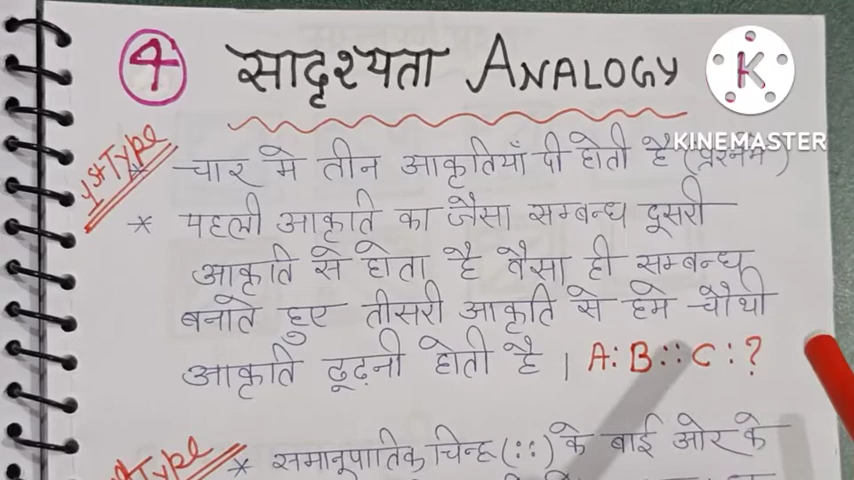 4 सादृश्यता ANALOGY
K
KINEMASTER
1st Type
* चार मे तीन आकृतियाँ दी होती है (प्रश्नमे)
* पहली आकृति का जैसा सम्बन्ध दूसरी
आकृति से होता है वैसा ही सम्बन्ध
बनाते हुए तीसरी आकृति से हमे चौथी
आकृति ढूढ़नी होती है । A:B::C:?
Type
* समानूपातिक चिन्ह (::) के बाई ओर के